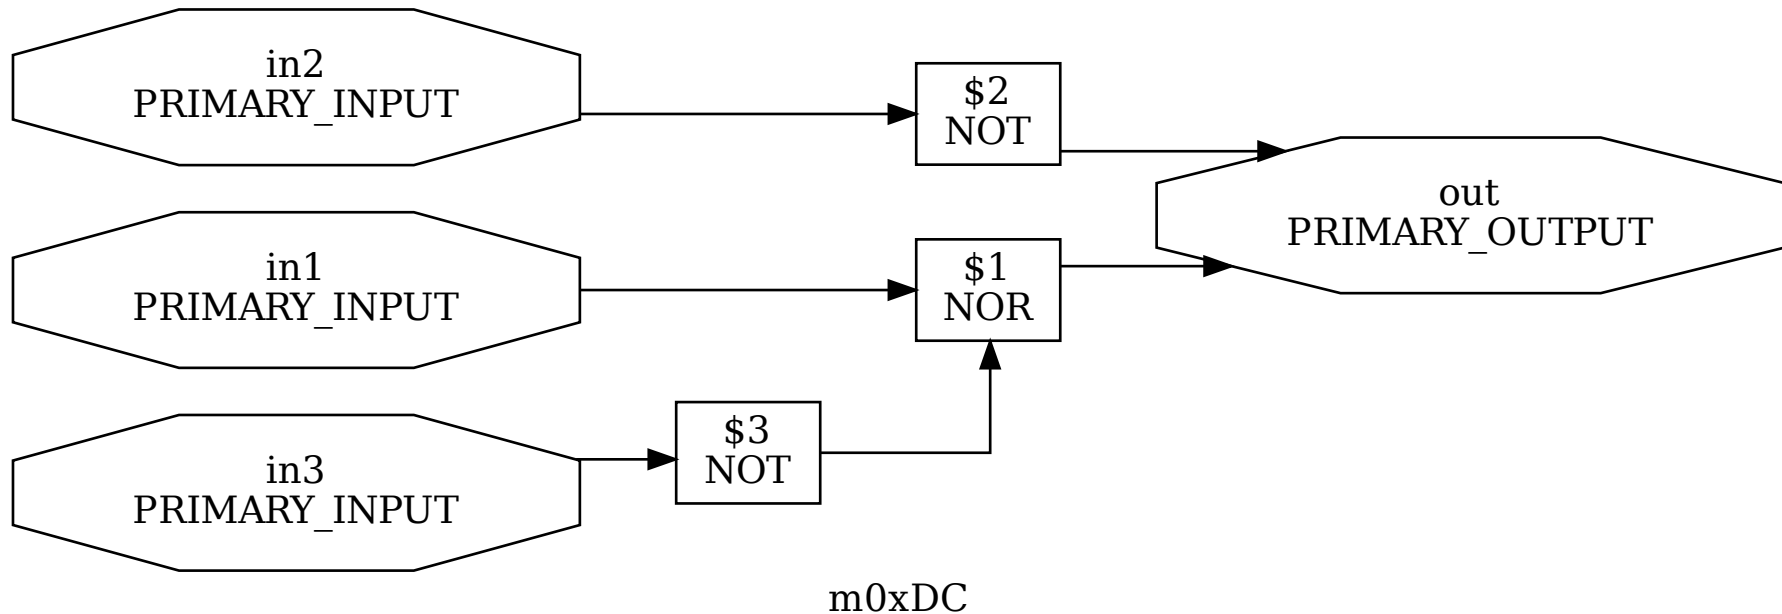 in2
PRIMARY_INPUT
$2
NOT
out
PRIMARY_OUTPUT
in1
PRIMARY_INPUT
$1
NOR
$3
NOT
in3
PRIMARY_INPUT
m0xDC